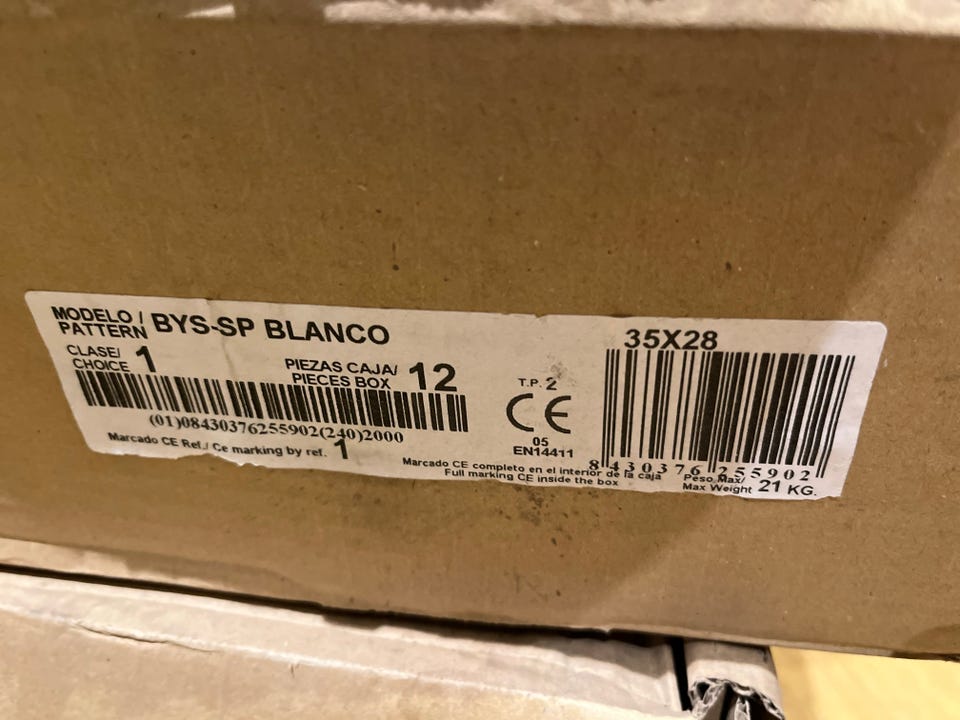 MODELO /
PATTERN BYS-SP BLANCO
CLASE/
CHOICE 1
PIEZAS CAJA/
PIECES BOX 12
(01)08430376255902(240)2000
Marcado CE Ref./ Ce marking by ref. 1
T.P. 2
CE
05
EN14411
35X28
8 430376 255902
Marcado CE completo en el interior de la caja
Full marking CE inside the box
Peso Max/
Max Weight 21 KG.